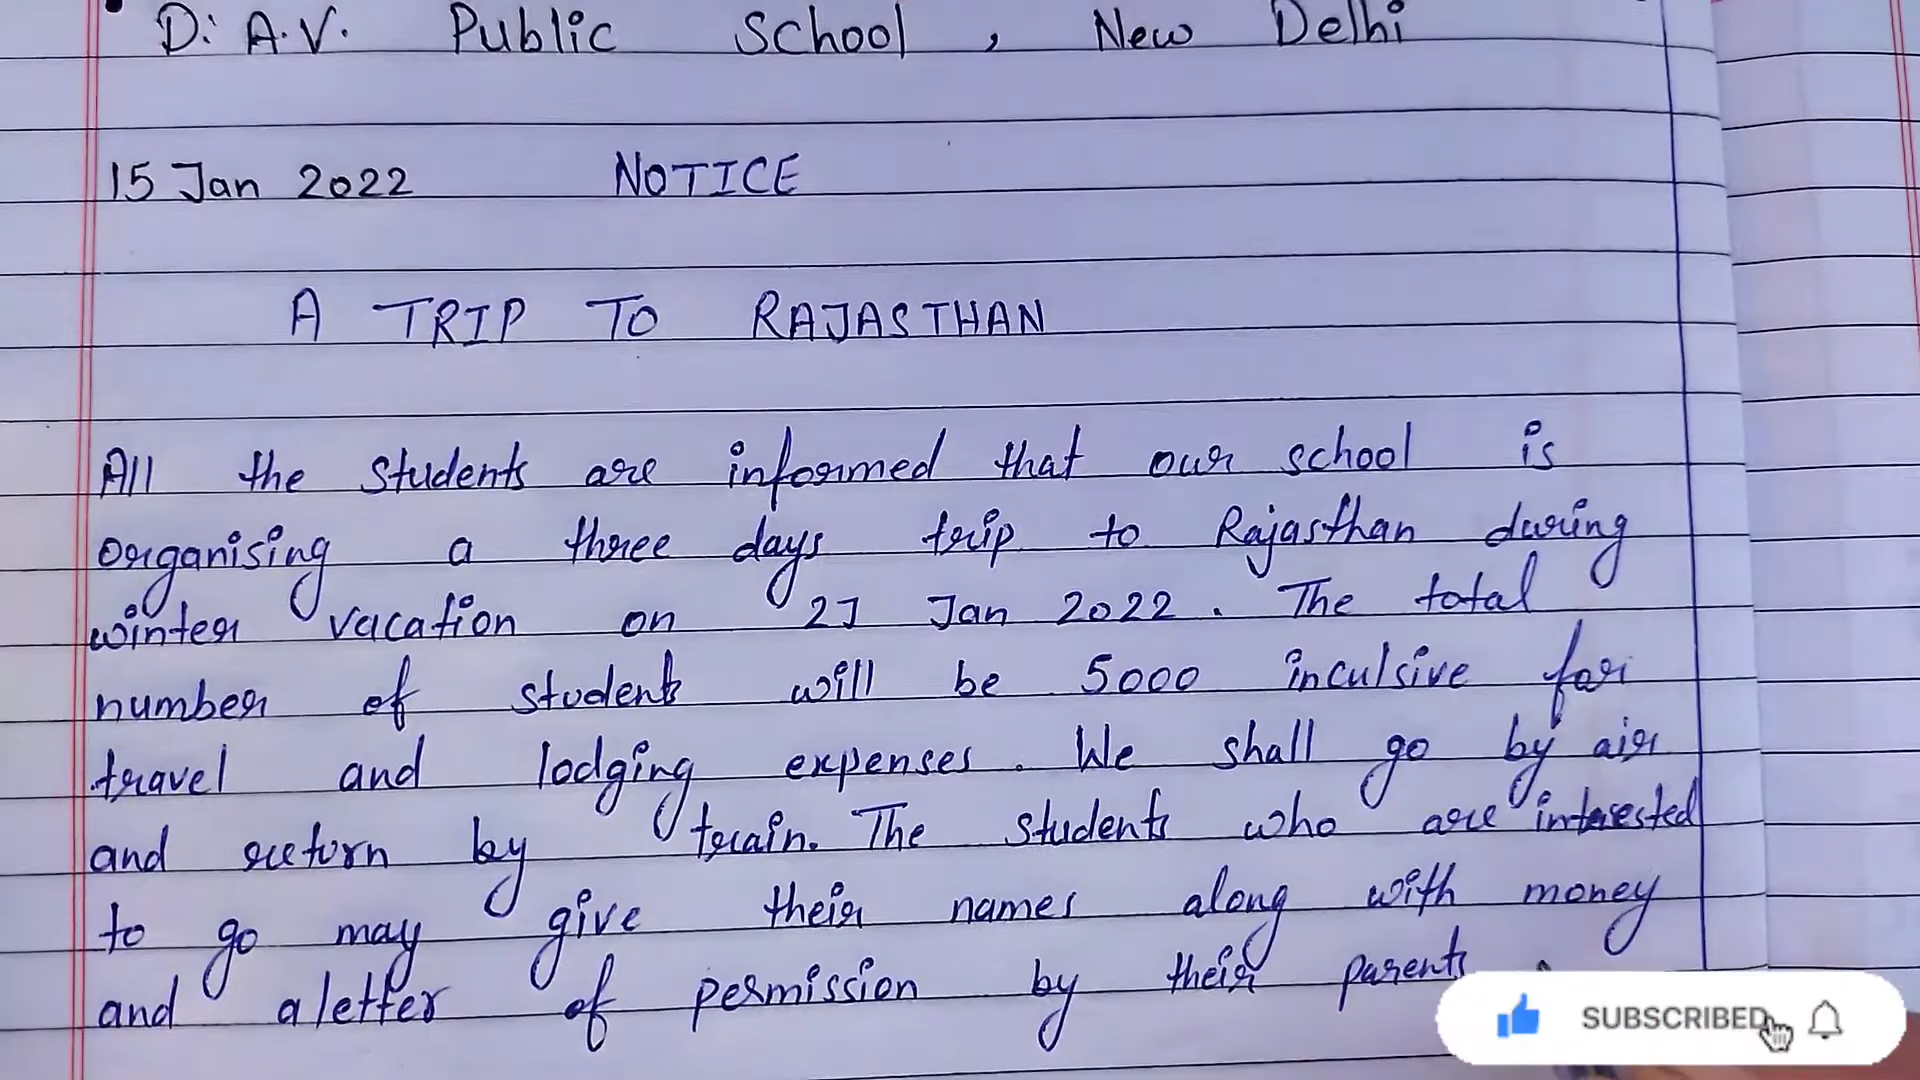 D. A.V. Public School, New Delhi
15 Jan 2022 NOTICE
A TRIP TO RAJASTHAN
All the students are informed that our school is
organising a three days trip to Rajasthan during
winter vacation on 21 Jan 2022. The total
number of students will be 5000 inculsive for
travel and lodging expenses. We shall go by air
and return by train. The students who are interested
to go may give their names along with money
and a letter of permission by their parents.
SUBSCRIBED